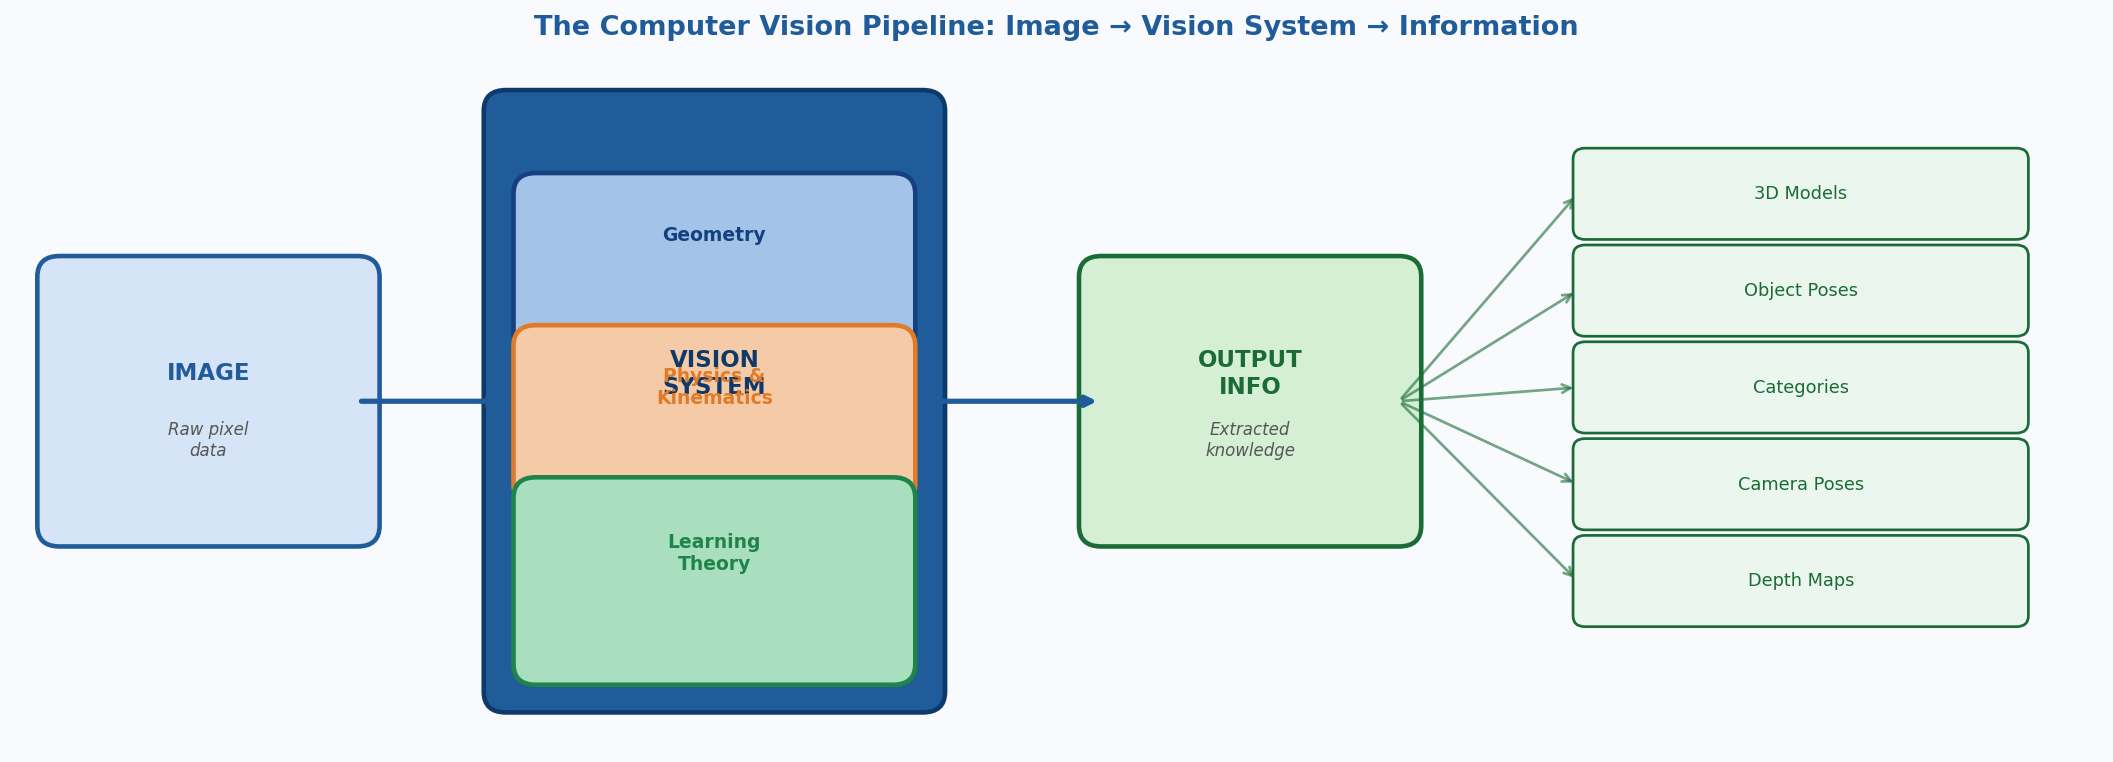 The Computer Vision Pipeline: Image → Vision System → Information
IMAGE
Raw pixel
data
Geometry
VISION
SYSTEM
Physics &
Kinematics
Learning
Theory
OUTPUT
INFO
Extracted
knowledge
3D Models
Object Poses
Categories
Camera Poses
Depth Maps